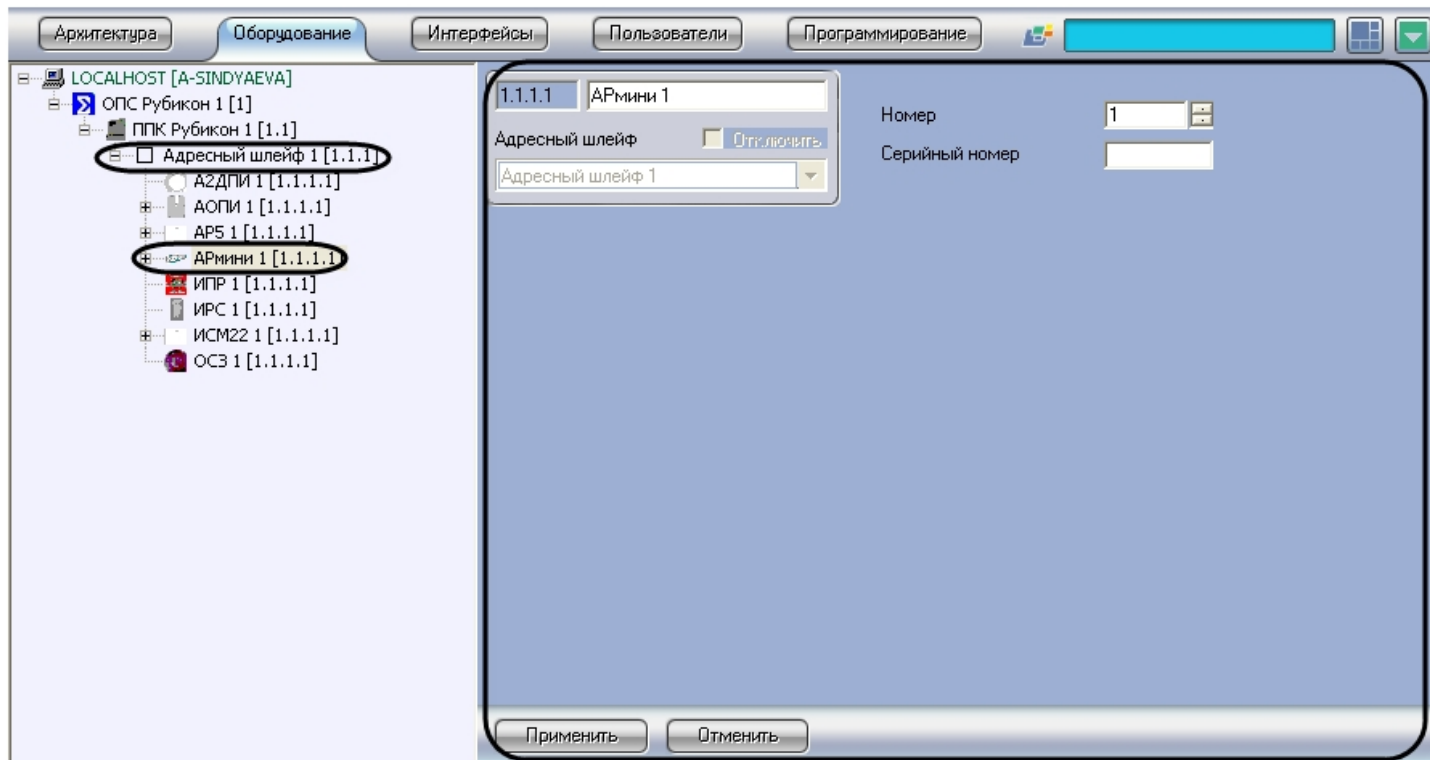 Архитектура Оборудование Интерфейсы Пользователи Программирование
LOCALHOST [A-SINDYAEVA]
ОПС Рубикон 1 [1]
ППК Рубикон 1 [1.1]
Адресный шлейф 1 [1.1.1]
А2ДПИ 1 [1.1.1.1]
АОПИ 1 [1.1.1.1]
АР5 1 [1.1.1.1]
АРмини 1 [1.1.1.1]
ИПР 1 [1.1.1.1]
ИРС 1 [1.1.1.1]
ИСМ22 1 [1.1.1.1]
ОСЗ 1 [1.1.1.1]
1.1.1.1 АРмини 1
Адресный шлейф Отключить
Адресный шлейф 1
Номер 1
Серийный номер
Применить Отменить